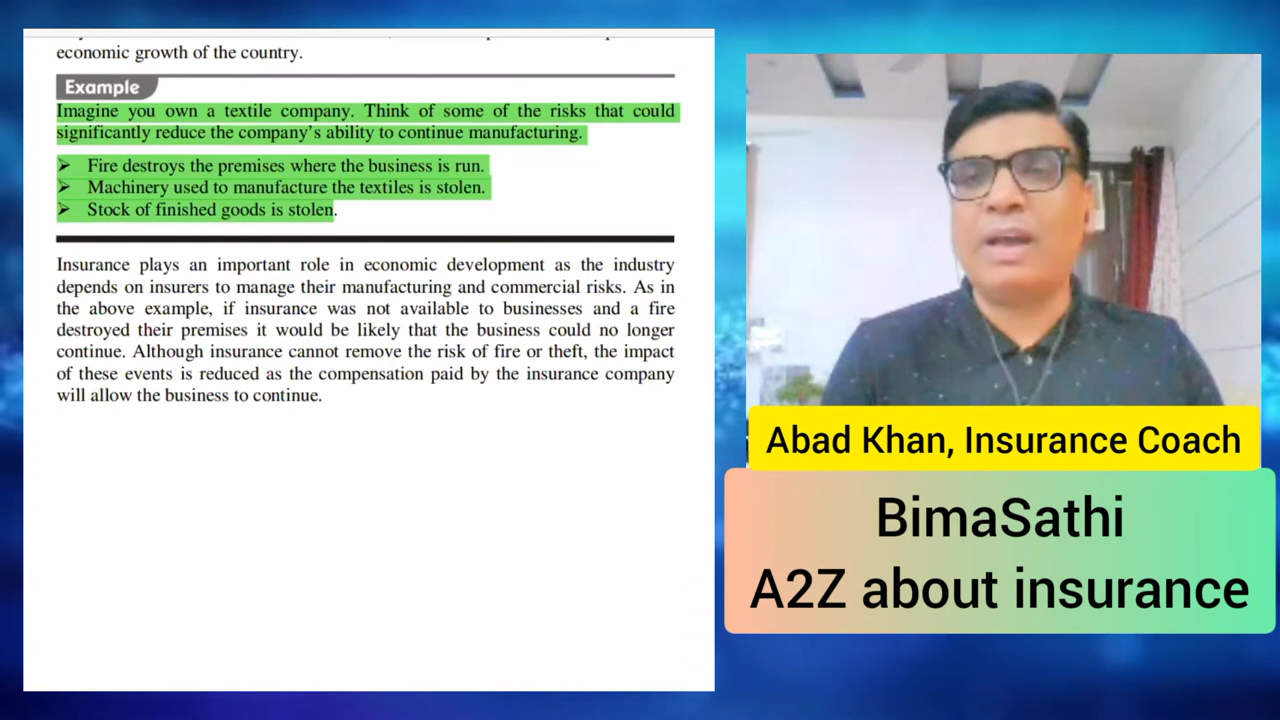 economic growth of the country.
Example
Imagine you own a textile company. Think of some of the risks that could
significantly reduce the company's ability to continue manufacturing.
➢ Fire destroys the premises where the business is run.
➢ Machinery used to manufacture the textiles is stolen.
➢ Stock of finished goods is stolen.
Insurance plays an important role in economic development as the industry
depends on insurers to manage their manufacturing and commercial risks. As in
the above example, if insurance was not available to businesses and a fire
destroyed their premises it would be likely that the business could no longer
continue. Although insurance cannot remove the risk of fire or theft, the impact
of these events is reduced as the compensation paid by the insurance company
will allow the business to continue.
Abad Khan, Insurance Coach
BimaSathi
A2Z about insurance